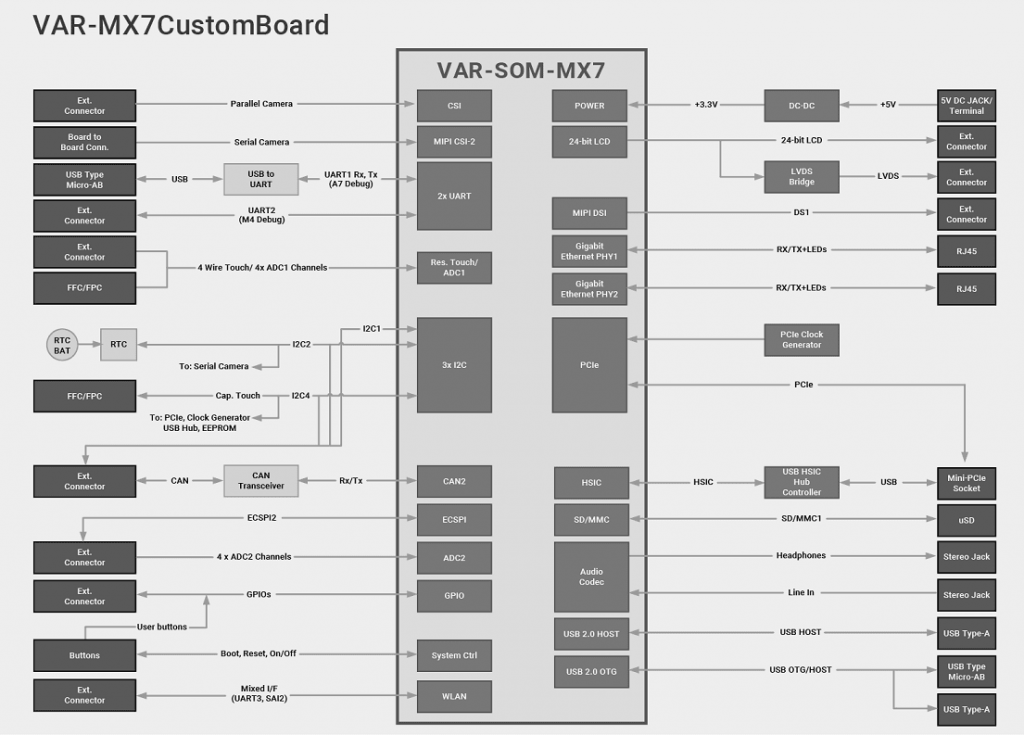 VAR-MX7CustomBoard
VAR-SOM-MX7
Ext.
Connector
Parallel Camera
CSI
Board to
Board Conn.
Serial Camera
MIPI CSI-2
USB Type
Micro-AB
USB
USB to
UART
UART1 Rx, Tx
(A7 Debug)
2x UART
Ext.
Connector
UART2
(M4 Debug)
Ext.
Connector
FFC/FPC
4 Wire Touch/ 4x ADC1 Channels
Res. Touch/
ADC1
RTC
BAT
RTC
I2C1
I2C2
To: Serial Camera
3x I2C
FFC/FPC
Cap. Touch
I2C4
To: PCIe, Clock Generator
USB Hub, EEPROM
Ext.
Connector
CAN
CAN
Transceiver
Rx/Tx
CAN2
ECSPI2
ECSPI
Ext.
Connector
4 x ADC2 Channels
ADC2
Ext.
Connector
GPIOs
GPIO
User buttons
Buttons
Boot, Reset, On/Off
System Ctrl
Ext.
Connector
Mixed I/F
(UART3, SAI2)
WLAN
POWER
+3.3V
DC-DC
+5V
5V DC JACK/
Terminal
24-bit LCD
24-bit LCD
Ext.
Connector
LVDS
Bridge
LVDS
Ext.
Connector
MIPI DSI
DS1
Ext.
Connector
Gigabit
Ethernet PHY1
RX/TX+LEDs
RJ45
Gigabit
Ethernet PHY2
RX/TX+LEDs
RJ45
PCIe
PCIe Clock
Generator
PCIe
HSIC
HSIC
USB HSIC
Hub
Controller
USB
Mini-PCIe
Socket
SD/MMC
SD/MMC1
uSD
Audio
Codec
Headphones
Stereo Jack
Line In
Stereo Jack
USB 2.0 HOST
USB HOST
USB Type-A
USB 2.0 OTG
USB OTG/HOST
USB Type
Micro-AB
USB Type-A